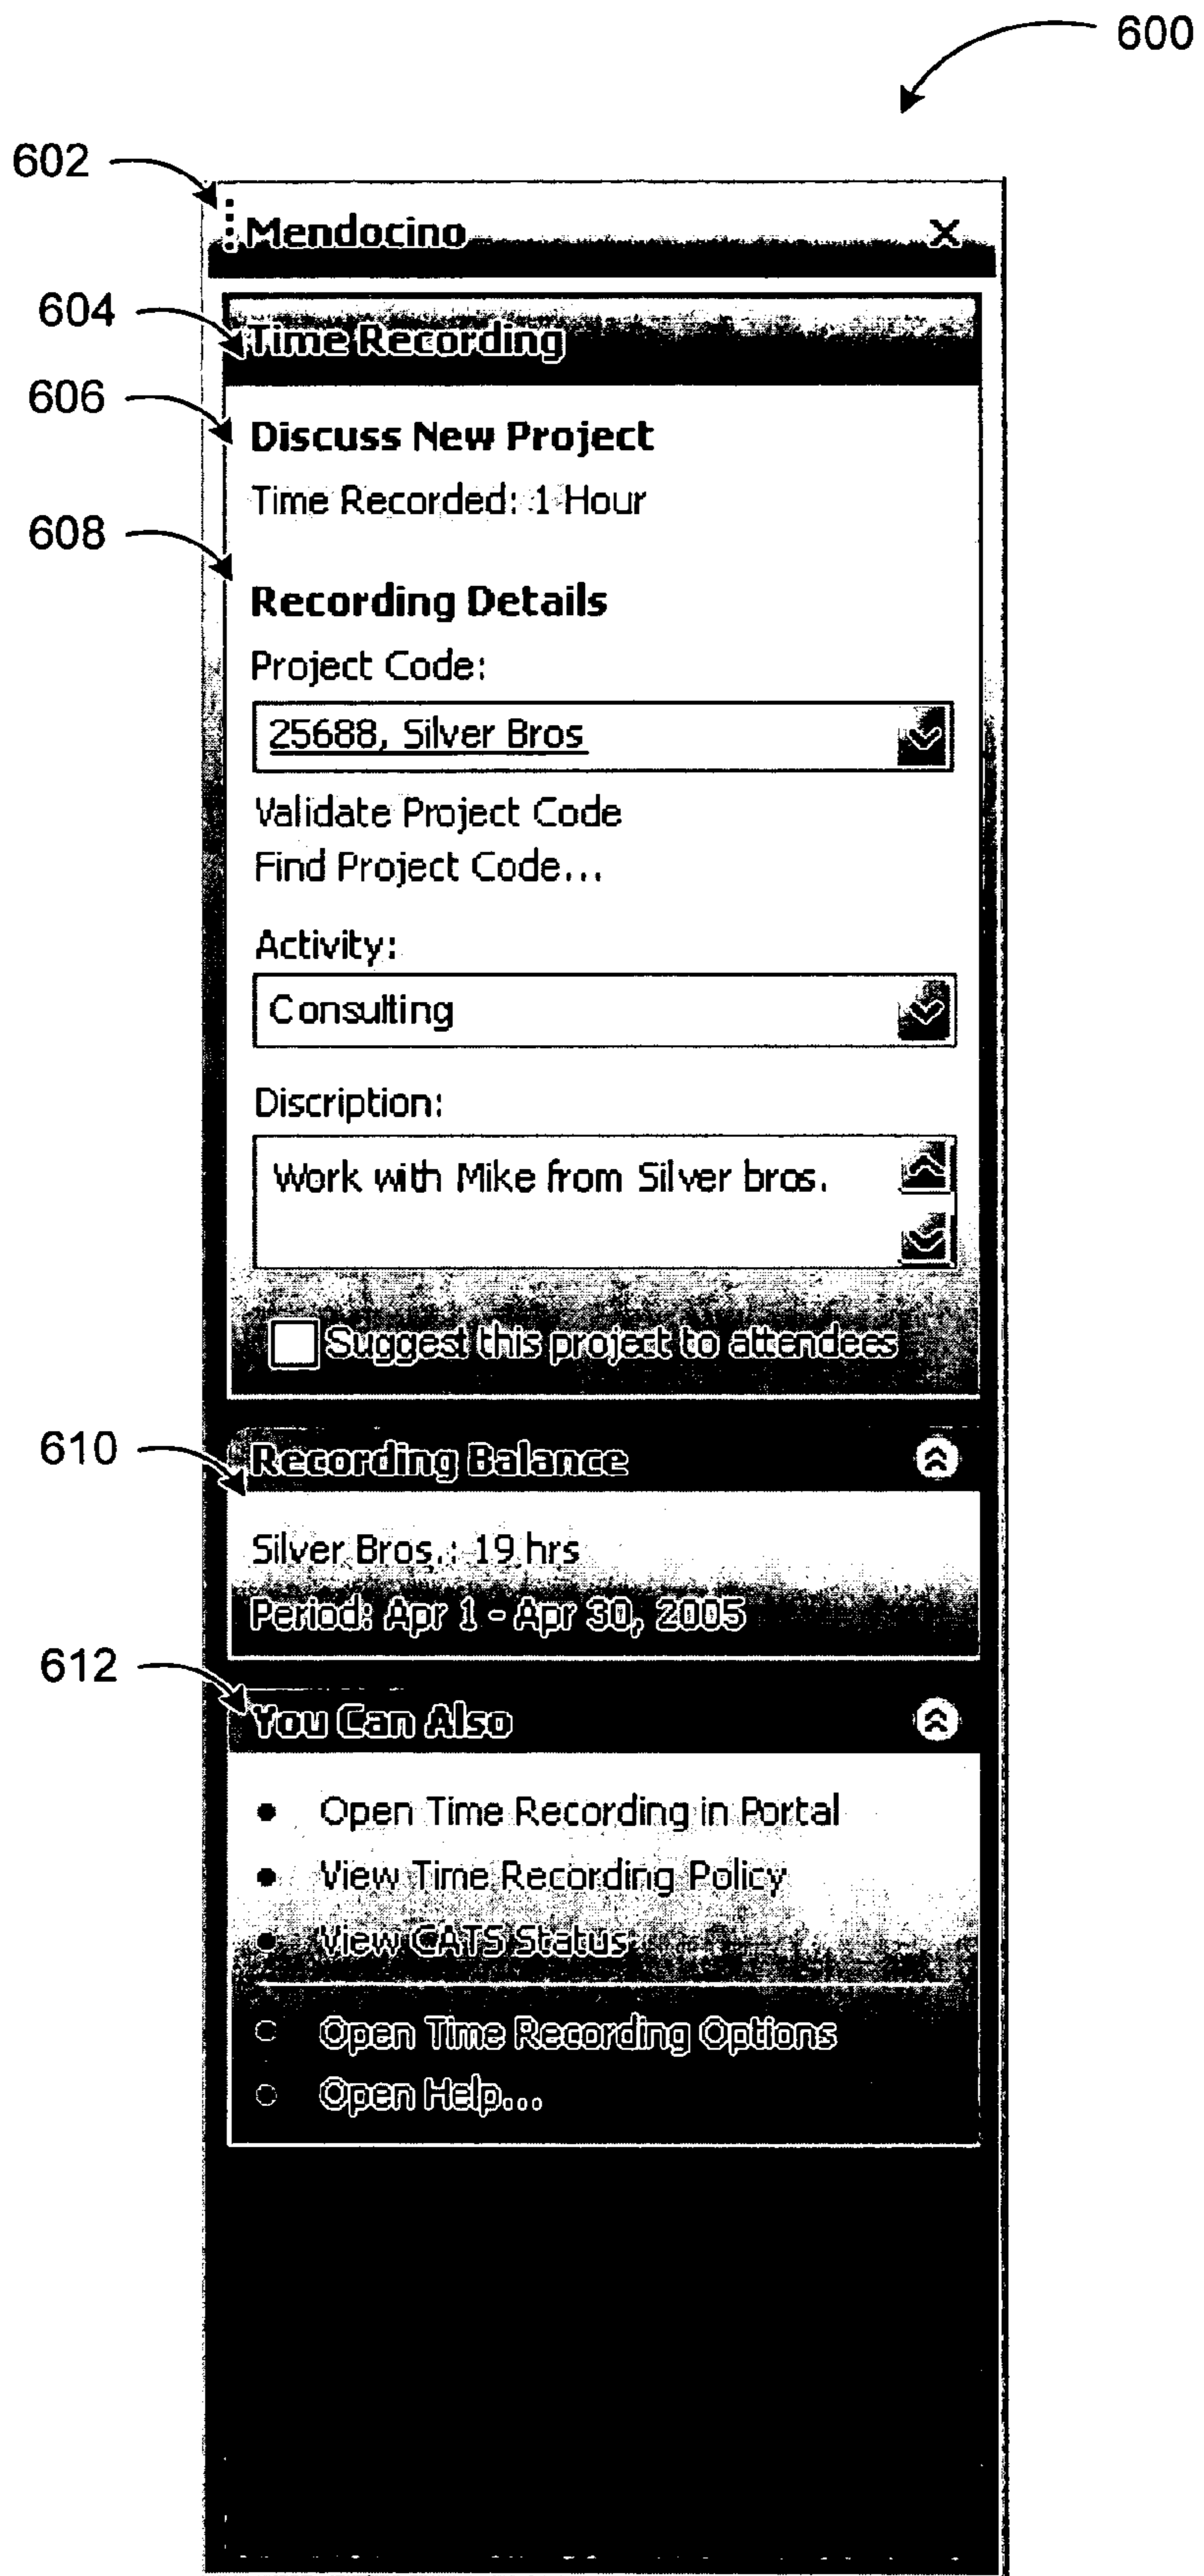 600
602
Mendocino
604
Time Recording
606
Discuss New Project
Time Recorded: 1 Hour
608
Recording Details
Project Code:
25688, Silver Bros
Validate Project Code
Find Project Code...
Activity:
Consulting
Discription:
Work with Mike from Silver bros.
Suggest this project to attendees
610
Recording Balance
Silver Bros.: 19 hrs
Period: Apr 1 - Apr 30, 2005
612
You Can Also
• Open Time Recording in Portal
• View Time Recording Policy
• View CATS Status
○ Open Time Recording Options
○ Open Help...